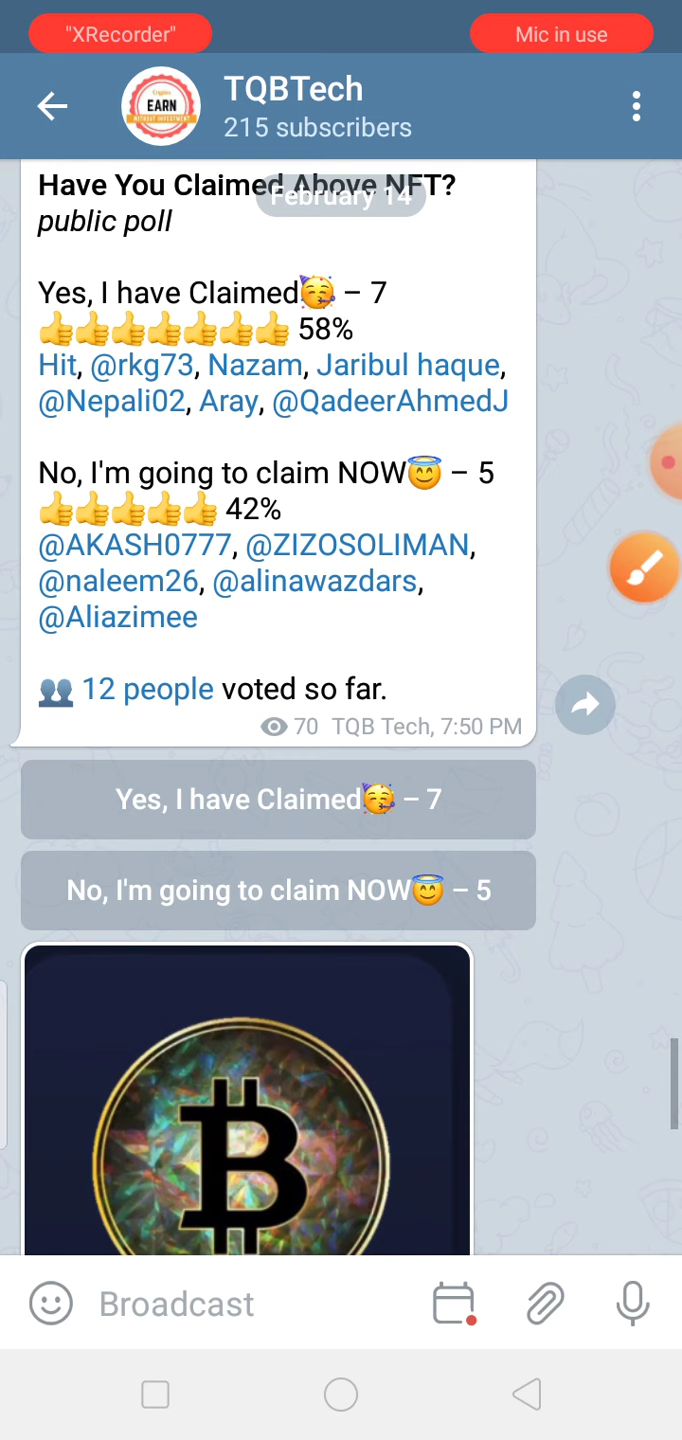 "XRecorder"
Mic in use
TQBTech
215 subscribers
EARN
Have You Claimed Above NFT?
February 14
public poll
Yes, I have Claimed🥳 – 7
👍👍👍👍👍👍👍 58%
Hit, @rkg73, Nazam, Jaribul haque,
@Nepali02, Aray, @QadeerAhmedJ
No, I'm going to claim NOW😇 – 5
👍👍👍👍👍 42%
@AKASH0777, @ZIZOSOLIMAN,
@naleem26, @alinawazdars,
@Aliazimee
👥 12 people voted so far.
70 TQB Tech, 7:50 PM
Yes, I have Claimed🥳 – 7
No, I'm going to claim NOW😇 – 5
Broadcast